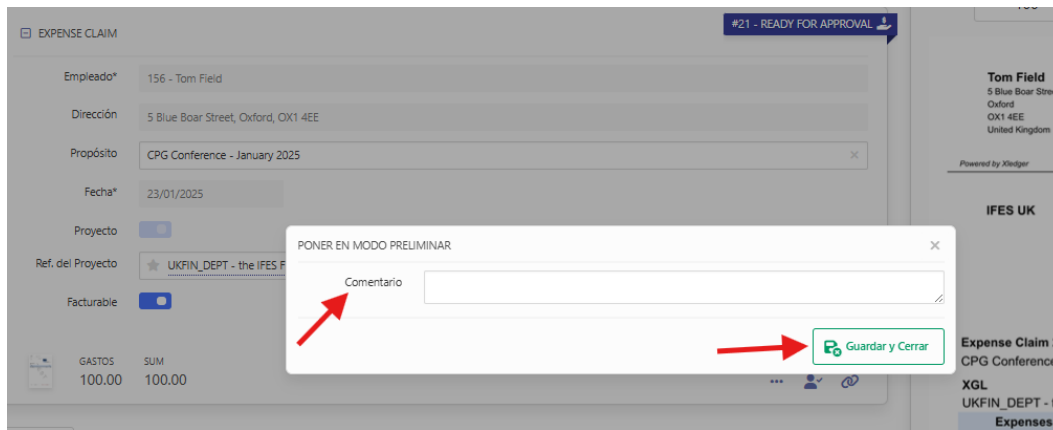 EXPENSE CLAIM
#21 - READY FOR APPROVAL
Empleado* 156 - Tom Field
Dirección 5 Blue Boar Street, Oxford, OX1 4EE
Propósito CPG Conference - January 2025
Fecha* 23/01/2025
Proyecto
Ref. del Proyecto UKFIN_DEPT - the IFES F
Facturable
GASTOS SUM
100.00 100.00
PONER EN MODO PRELIMINAR
Comentario
Guardar y Cerrar
Tom Field
5 Blue Boar Stre
Oxford
OX1 4EE
United Kingdom
Powered by Xledger
IFES UK
Expense Claim
CPG Conference
XGL
UKFIN_DEPT -
Expenses